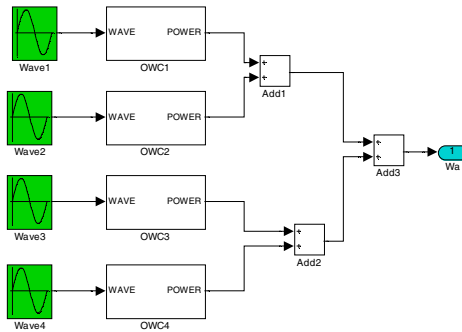 WAVE POWER
Wave1
OWC1
Add1
WAVE POWER
Wave2
OWC2
1
Add3
Wa
WAVE POWER
Wave3
OWC3
Add2
WAVE POWER
Wave4
OWC4